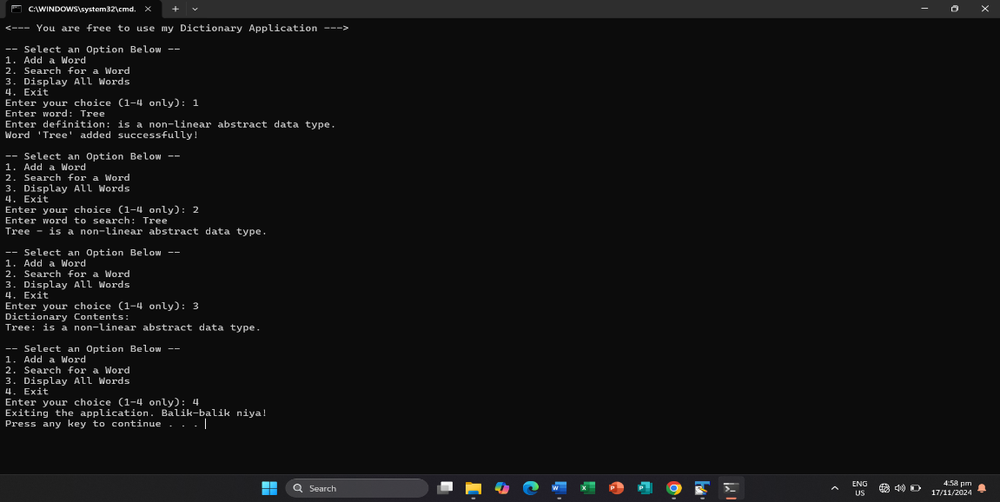 C:\WINDOWS\system32\cmd.
<--- You are free to use my Dictionary Application --->
-- Select an Option Below --
1. Add a Word
2. Search for a Word
3. Display All Words
4. Exit
Enter your choice (1-4 only): 1
Enter word: Tree
Enter definition: is a non-linear abstract data type.
Word 'Tree' added successfully!
-- Select an Option Below --
1. Add a Word
2. Search for a Word
3. Display All Words
4. Exit
Enter your choice (1-4 only): 2
Enter word to search: Tree
Tree - is a non-linear abstract data type.
-- Select an Option Below --
1. Add a Word
2. Search for a Word
3. Display All Words
4. Exit
Enter your choice (1-4 only): 3
Dictionary Contents:
Tree: is a non-linear abstract data type.
-- Select an Option Below --
1. Add a Word
2. Search for a Word
3. Display All Words
4. Exit
Enter your choice (1-4 only): 4
Exiting the application. Balik-balik niya!
Press any key to continue . . .
Search
ENG
US
4:58 pm
17/11/2024